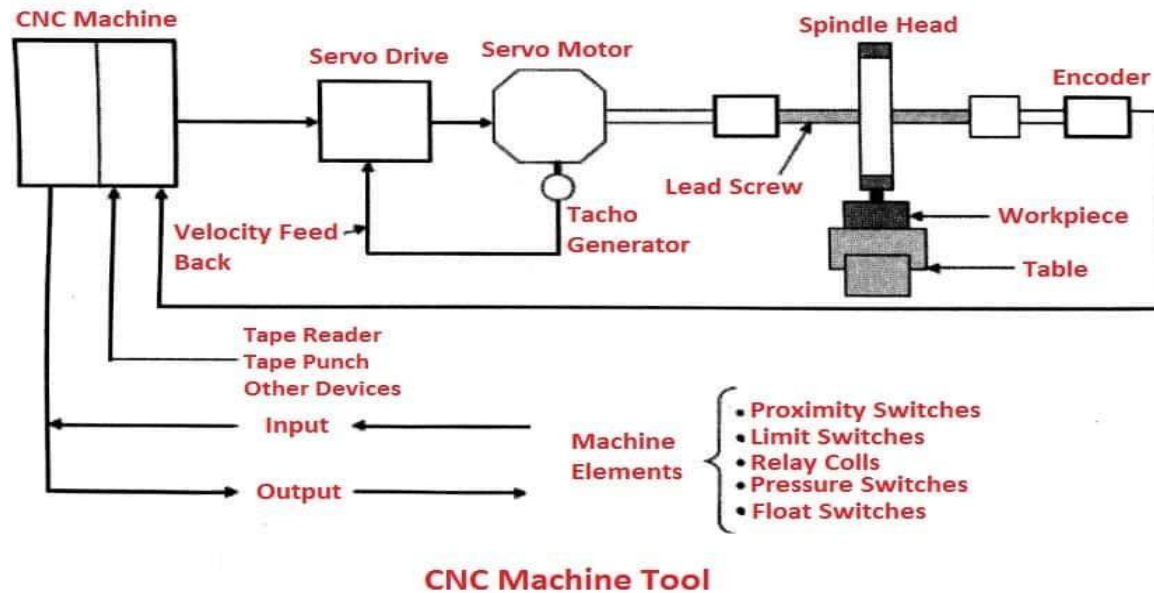 CNC Machine
Spindle Head
Servo Drive
Servo Motor
Encoder
Lead Screw
Velocity Feed
Back
Tacho
Generator
Workpiece
Table
Tape Reader
Tape Punch
Other Devices
Input
Output
Machine
Elements
• Proximity Switches
• Limit Switches
• Relay Colls
• Pressure Switches
• Float Switches
CNC Machine Tool